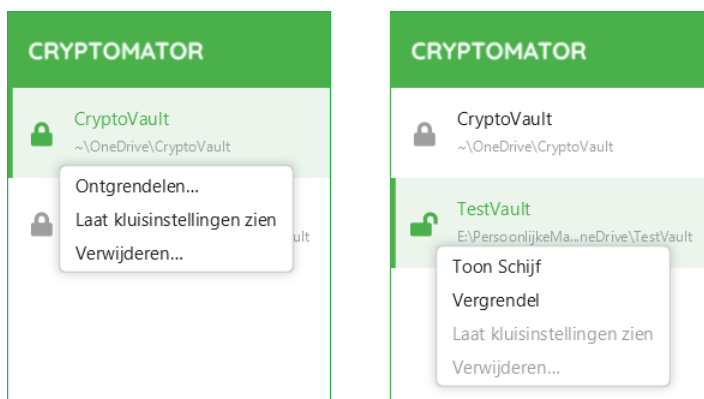 CRYPTOMATOR
CryptoVault
~\OneDrive\CryptoVault
Ontgrendelen...
Laat kluisinstellingen zien
Verwijderen...
ult
CRYPTOMATOR
CryptoVault
~\OneDrive\CryptoVault
TestVault
E:\PersoonlijkeMa...neDrive\TestVault
Toon Schijf
Vergrendel
Laat kluisinstellingen zien
Verwijderen...